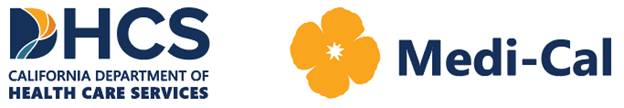 DHCS
CALIFORNIA DEPARTMENT OF
HEALTH CARE SERVICES
Medi-Cal